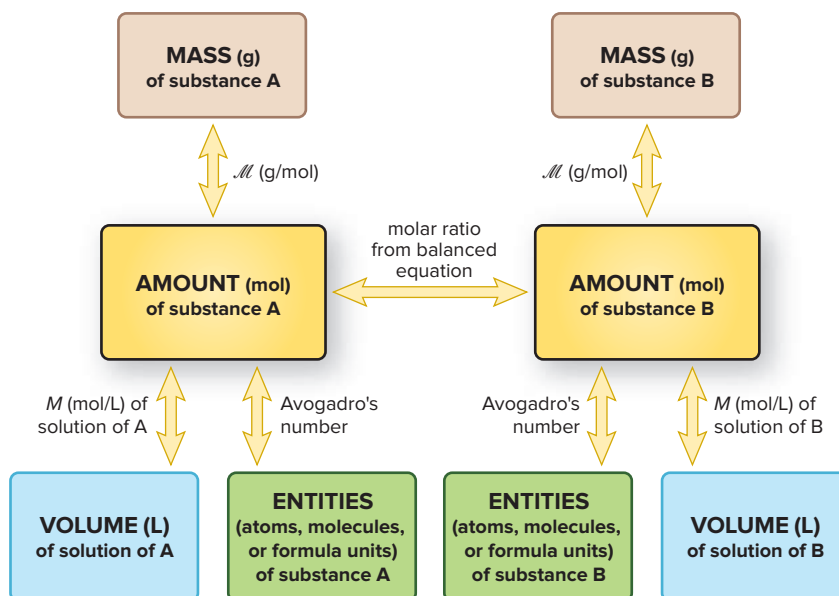 MASS (g)
of substance A
MASS (g)
of substance B
ℳ (g/mol)
ℳ (g/mol)
molar ratio
from balanced
equation
AMOUNT (mol)
of substance A
AMOUNT (mol)
of substance B
M (mol/L) of
solution of A
Avogadro's
number
Avogadro's
number
M (mol/L) of
solution of B
VOLUME (L)
of solution of A
ENTITIES
(atoms, molecules,
or formula units)
of substance A
ENTITIES
(atoms, molecules,
or formula units)
of substance B
VOLUME (L)
of solution of B